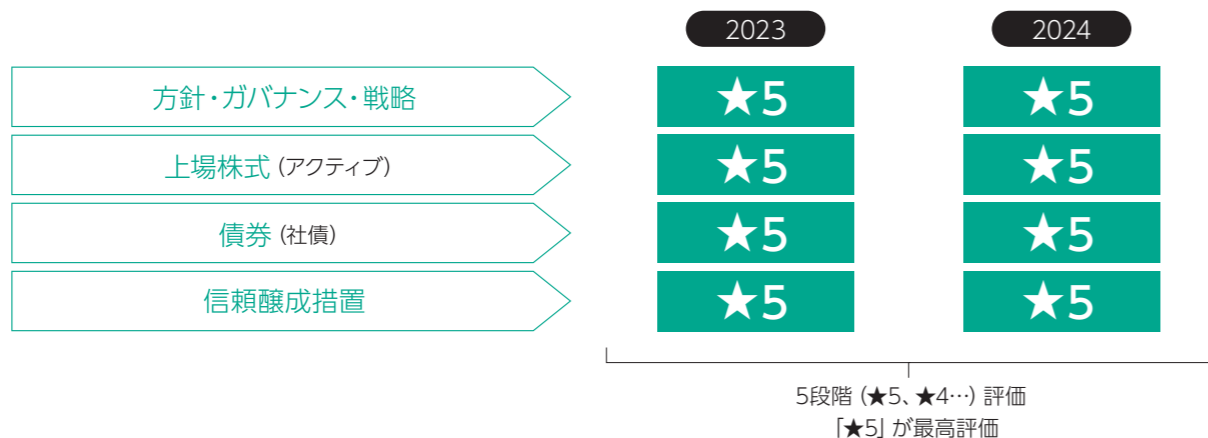 2023 2024
方針・ガバナンス・戦略 ★5 ★5
上場株式 (アクティブ) ★5 ★5
債券 (社債) ★5 ★5
信頼醸成措置 ★5 ★5
5段階 (★5、★4…) 評価
「★5」が最高評価